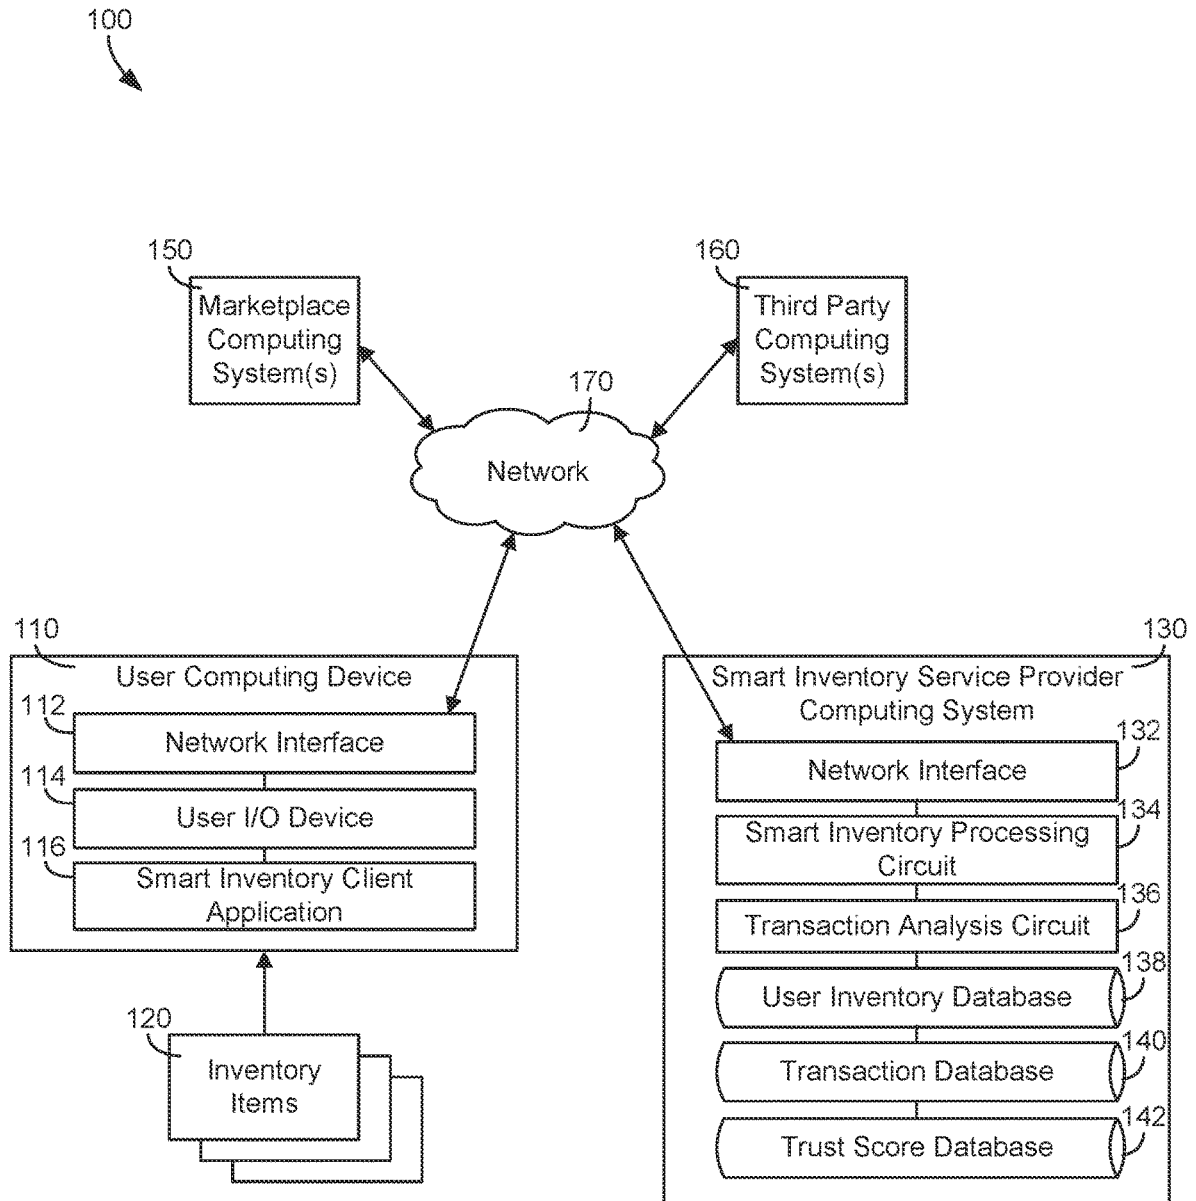 100
150
Marketplace
Computing
System(s)
160
Third Party
Computing
System(s)
170
Network
110
User Computing Device
112
Network Interface
114
User I/O Device
116
Smart Inventory Client
Application
120
Inventory
Items
130
Smart Inventory Service Provider
Computing System
132
Network Interface
134
Smart Inventory Processing
Circuit
136
Transaction Analysis Circuit
138
User Inventory Database
140
Transaction Database
142
Trust Score Database